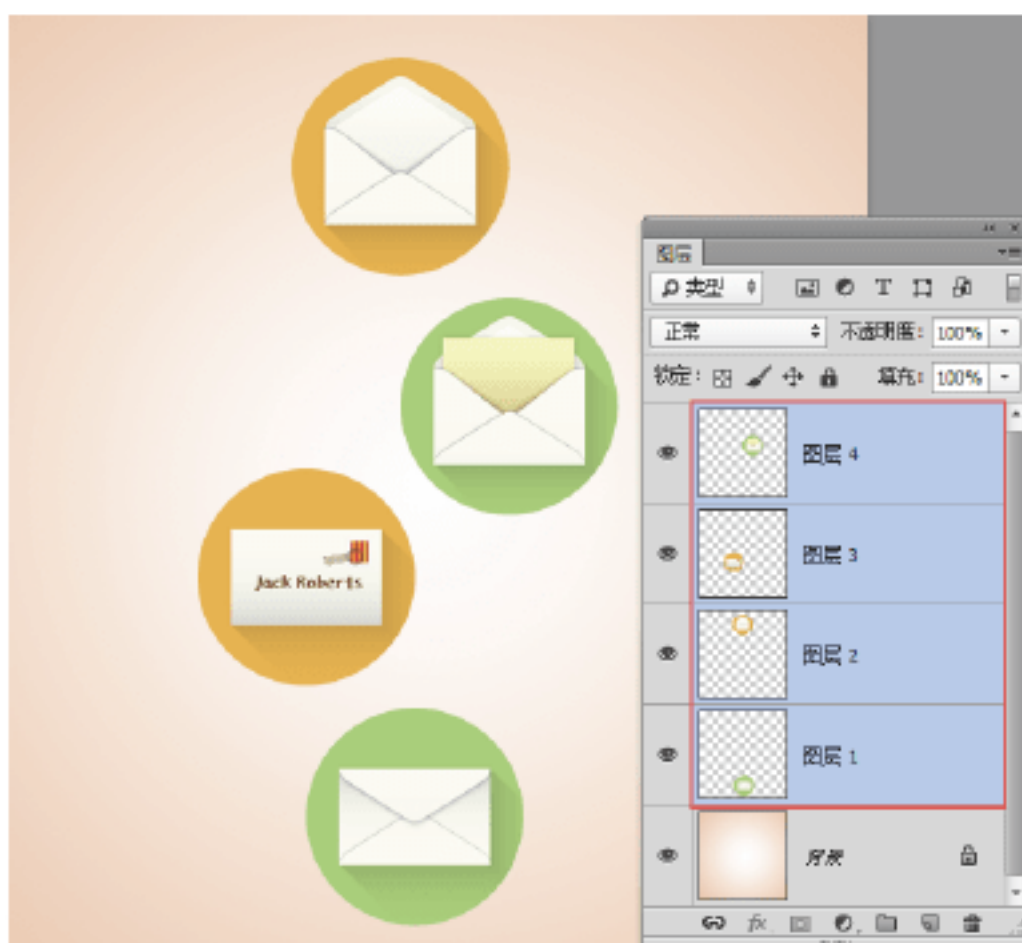 Jack Roberts
图层
类型
T
正常
不透明度: 100%
锁定:
填充: 100%
图层 4
图层 3
图层 2
图层 1
背景
fx